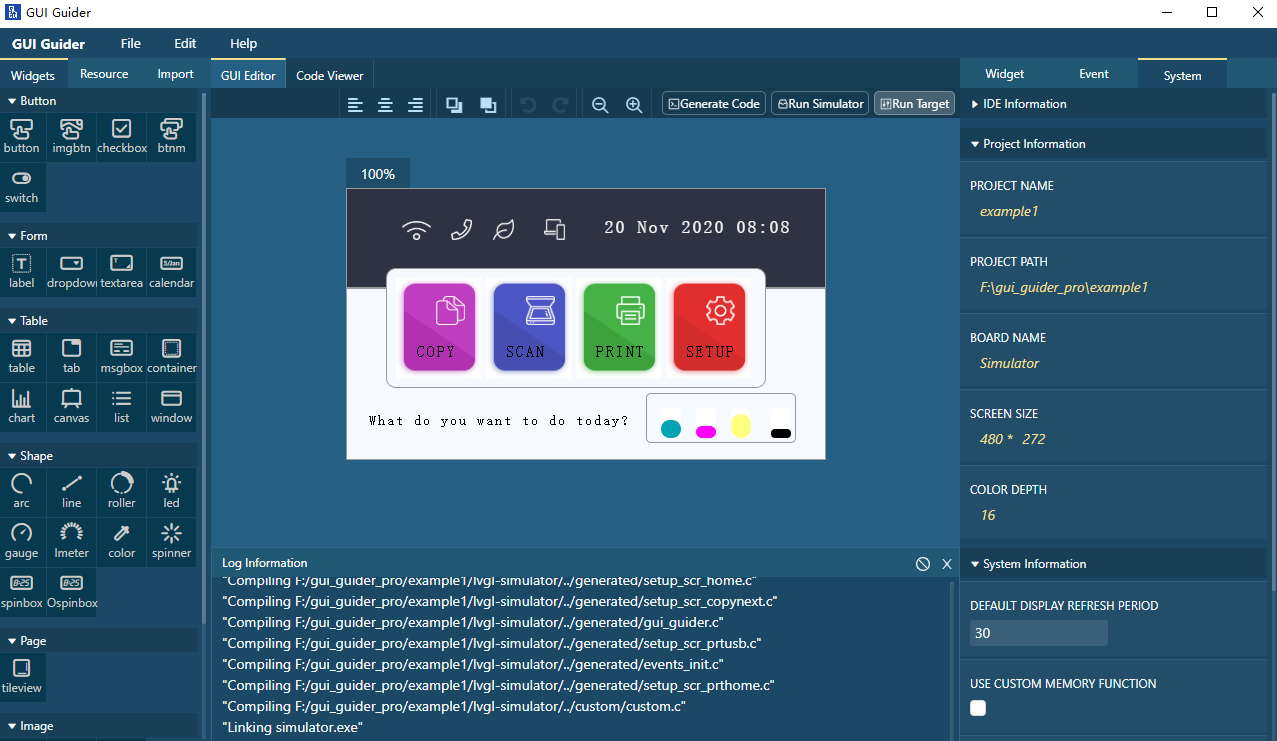 GUI Guider
GUI Guider File Edit Help
Widgets Resource Import GUI Editor Code Viewer Widget Event System
Button
button imgbtn checkbox btnm
switch
Form
label dropdown textarea calendar
Table
table tab msgbox container
chart canvas list window
Shape
arc line roller led
gauge lmeter color spinner
spinbox Ospinbox
Page
tileview
Image
Generate Code Run Simulator Run Target
100%
20 Nov 2020 08:08
COPY SCAN PRINT SETUP
What do you want to do today?
Log Information
"Compiling F:/gui_guider_pro/example1/lvgl-simulator/../generated/setup_scr_home.c"
"Compiling F:/gui_guider_pro/example1/lvgl-simulator/../generated/setup_scr_copynext.c"
"Compiling F:/gui_guider_pro/example1/lvgl-simulator/../generated/gui_guider.c"
"Compiling F:/gui_guider_pro/example1/lvgl-simulator/../generated/setup_scr_prtusb.c"
"Compiling F:/gui_guider_pro/example1/lvgl-simulator/../generated/events_init.c"
"Compiling F:/gui_guider_pro/example1/lvgl-simulator/../generated/setup_scr_prthome.c"
"Compiling F:/gui_guider_pro/example1/lvgl-simulator/../custom/custom.c"
"Linking simulator.exe"
IDE Information
Project Information
PROJECT NAME
example1
PROJECT PATH
F:\gui_guider_pro\example1
BOARD NAME
Simulator
SCREEN SIZE
480 * 272
COLOR DEPTH
16
System Information
DEFAULT DISPLAY REFRESH PERIOD
30
USE CUSTOM MEMORY FUNCTION